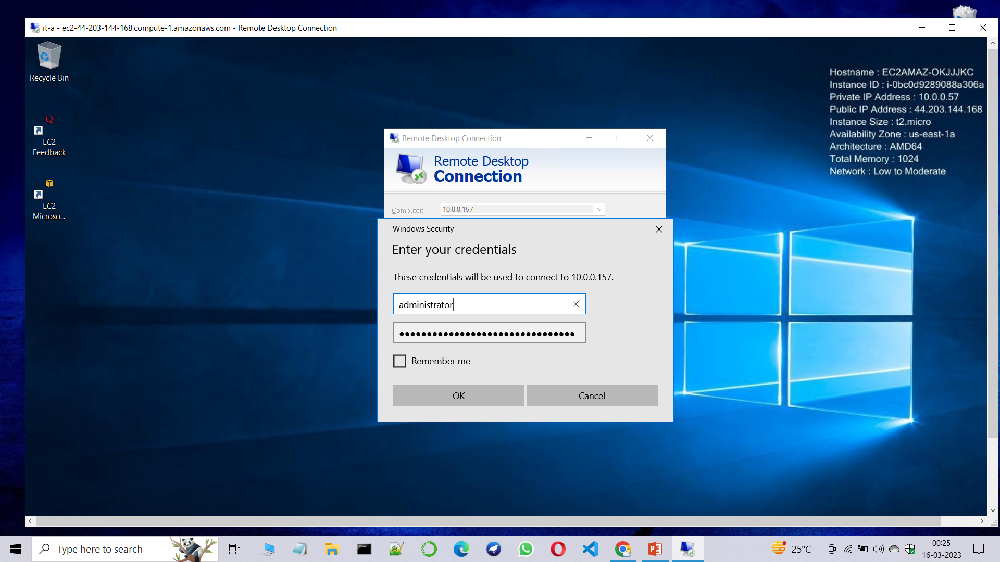 it-a - ec2-44-203-144-168.compute-1.amazonaws.com - Remote Desktop Connection
Recycle Bin
EC2
Feedback
EC2
Microso...
Hostname : EC2AMAZ-OKJJJKC
Instance ID : i-0bc0d9289088a306a
Private IP Address : 10.0.0.57
Public IP Address : 44.203.144.168
Instance Size : t2.micro
Availability Zone : us-east-1a
Architecture : AMD64
Total Memory : 1024
Network : Low to Moderate
Remote Desktop Connection
Remote Desktop
Connection
Computer: 10.0.0.157
Windows Security
Enter your credentials
These credentials will be used to connect to 10.0.0.157.
administrator
Remember me
OK Cancel
Type here to search
25°C
00:25
16-03-2023